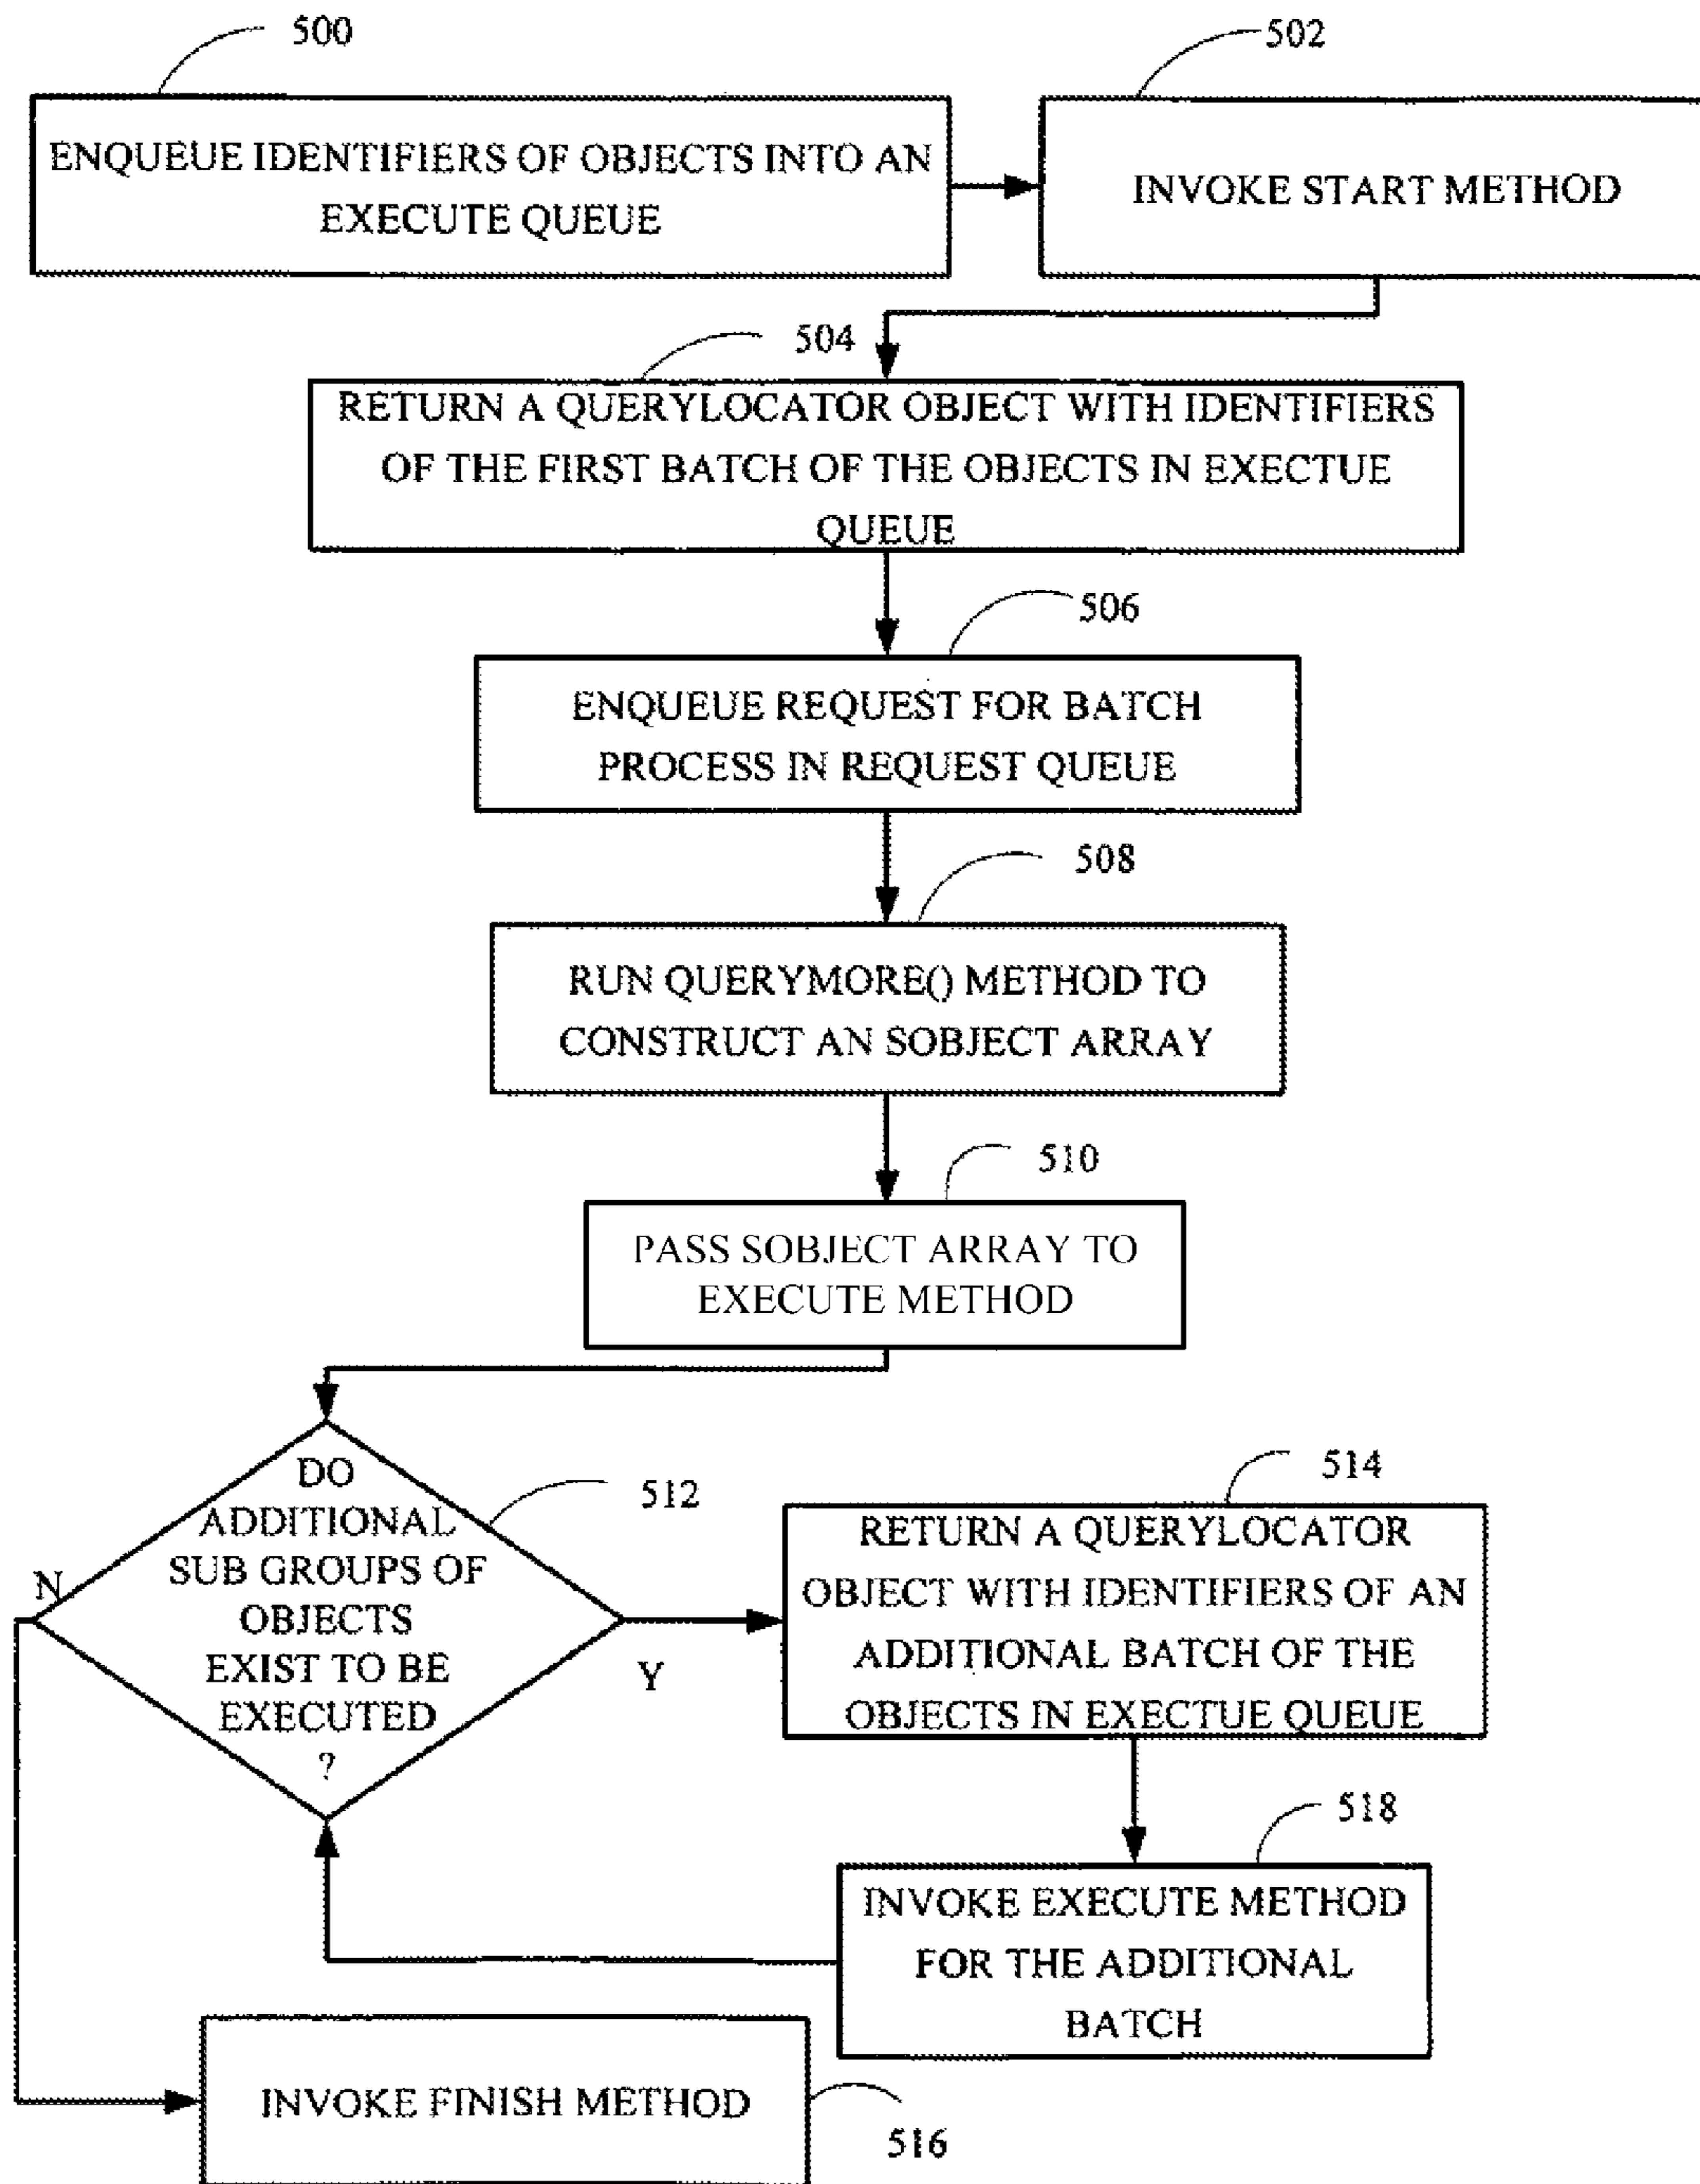 500
502
ENQUEUE IDENTIFIERS OF OBJECTS INTO AN
EXECUTE QUEUE
INVOKE START METHOD
504
RETURN A QUERYLOCATOR OBJECT WITH IDENTIFIERS
OF THE FIRST BATCH OF THE OBJECTS IN EXECTUE
QUEUE
506
ENQUEUE REQUEST FOR BATCH
PROCESS IN REQUEST QUEUE
508
RUN QUERYMORE() METHOD TO
CONSTRUCT AN SOBJECT ARRAY
510
PASS SOBJECT ARRAY TO
EXECUTE METHOD
512
DO
ADDITIONAL
SUB GROUPS OF
OBJECTS
EXIST TO BE
EXECUTED
?
N
Y
514
RETURN A QUERYLOCATOR
OBJECT WITH IDENTIFIERS OF AN
ADDITIONAL BATCH OF THE
OBJECTS IN EXECTUE QUEUE
518
INVOKE EXECUTE METHOD
FOR THE ADDITIONAL
BATCH
INVOKE FINISH METHOD
516